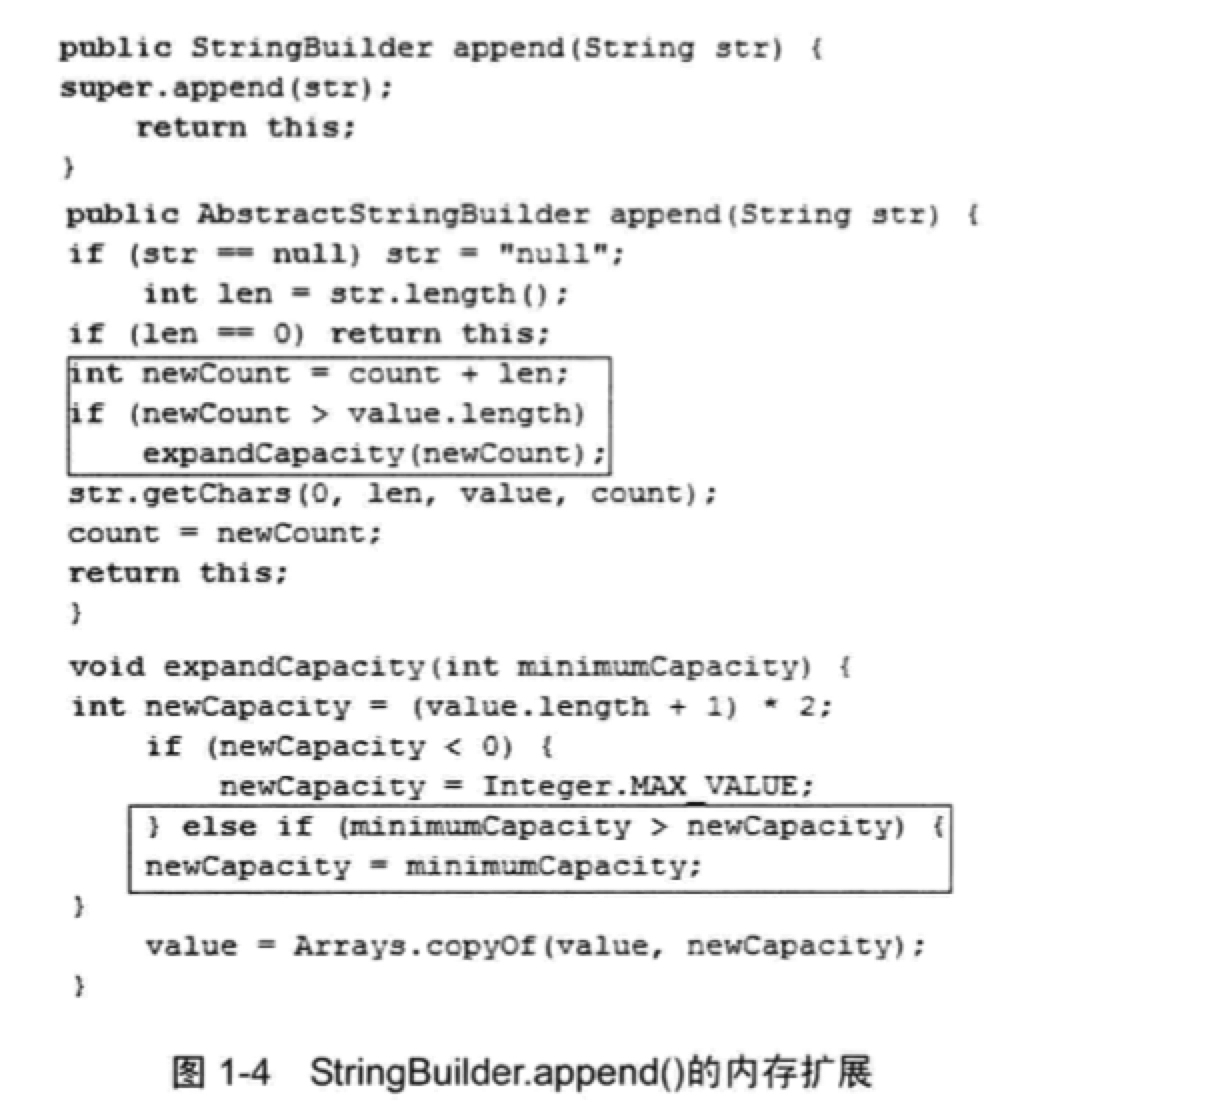 public StringBuilder append(String str) {
super.append(str);
    return this;
}
public AbstractStringBuilder append(String str) {
if (str == null) str = "null";
    int len = str.length();
if (len == 0) return this;
int newCount = count + len;
if (newCount > value.length)
    expandCapacity(newCount);
str.getChars(0, len, value, count);
count = newCount;
return this;
}
void expandCapacity(int minimumCapacity) {
int newCapacity = (value.length + 1) * 2;
    if (newCapacity < 0) {
        newCapacity = Integer.MAX_VALUE;
    } else if (minimumCapacity > newCapacity) {
    newCapacity = minimumCapacity;
}
    value = Arrays.copyOf(value, newCapacity);
}
图 1-4 StringBuilder.append()的内存扩展